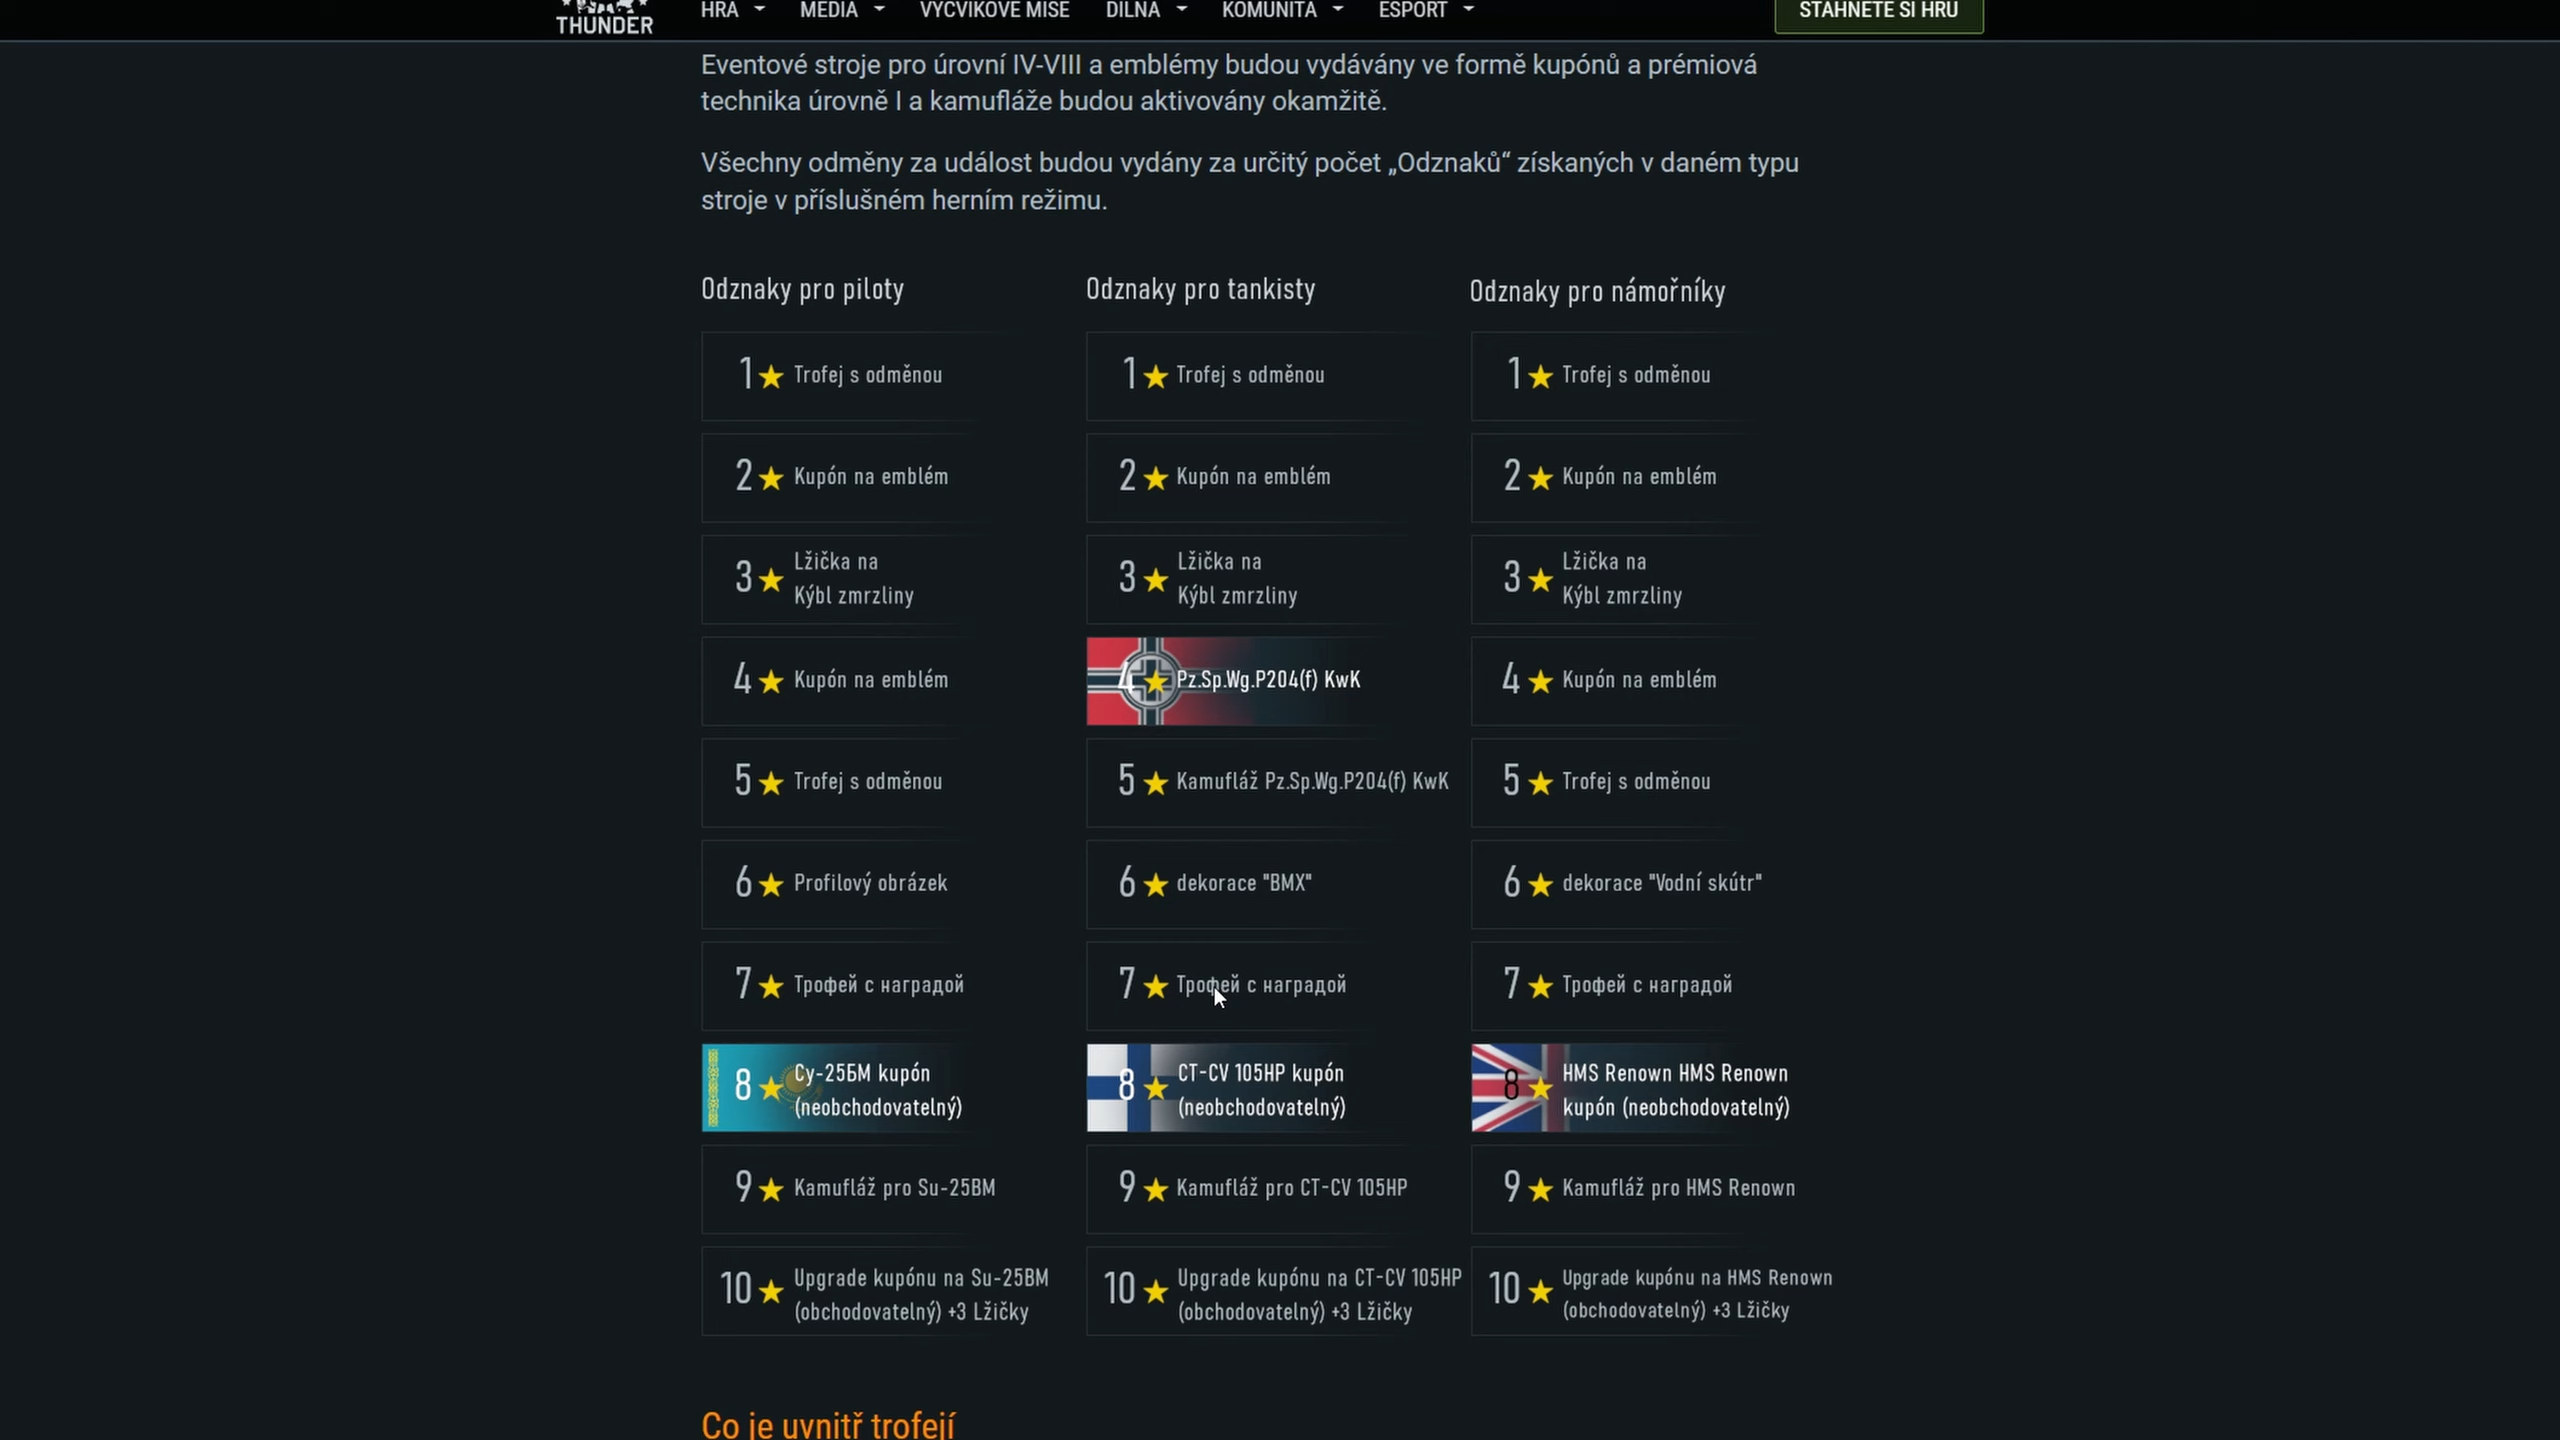 THUNDER
HRA
MÉDIA
VÝCVIKOVÉ MISE
DÍLNA
KOMUNITA
ESPORT
STÁHNĚTE SI HRU
Eventové stroje pro úrovní IV-VIII a emblémy budou vydávány ve formě kupónů a prémiová
technika úrovně I a kamufláže budou aktivovány okamžitě.
Všechny odměny za událost budou vydány za určitý počet „Odznaků“ získaných v daném typu
stroje v příslušném herním režimu.
Odznaky pro piloty
1 Trofej s odměnou
2 Kupón na emblém
3 Lžička na
Kýbl zmrzliny
4 Kupón na emblém
5 Trofej s odměnou
6 Profilový obrázek
7 Трофей с наградой
8 Су-25БМ kupón
(neobchodovatelný)
9 Kamufláž pro Su-25BM
10 Upgrade kupónu na Su-25BM
(obchodovatelný) +3 Lžičky
Odznaky pro tankisty
1 Trofej s odměnou
2 Kupón na emblém
3 Lžička na
Kýbl zmrzliny
4 Pz.Sp.Wg.P204(f) KwK
5 Kamufláž Pz.Sp.Wg.P204(f) KwK
6 dekorace "BMX"
7 Трофей с наградой
8 CT-CV 105HP kupón
(neobchodovatelný)
9 Kamufláž pro CT-CV 105HP
10 Upgrade kupónu na CT-CV 105HP
(obchodovatelný) +3 Lžičky
Odznaky pro námořníky
1 Trofej s odměnou
2 Kupón na emblém
3 Lžička na
Kýbl zmrzliny
4 Kupón na emblém
5 Trofej s odměnou
6 dekorace "Vodní skútr"
7 Трофей с наградой
8 HMS Renown HMS Renown
kupón (neobchodovatelný)
9 Kamufláž pro HMS Renown
10 Upgrade kupónu na HMS Renown
(obchodovatelný) +3 Lžičky
Co je uvnitř trofejí